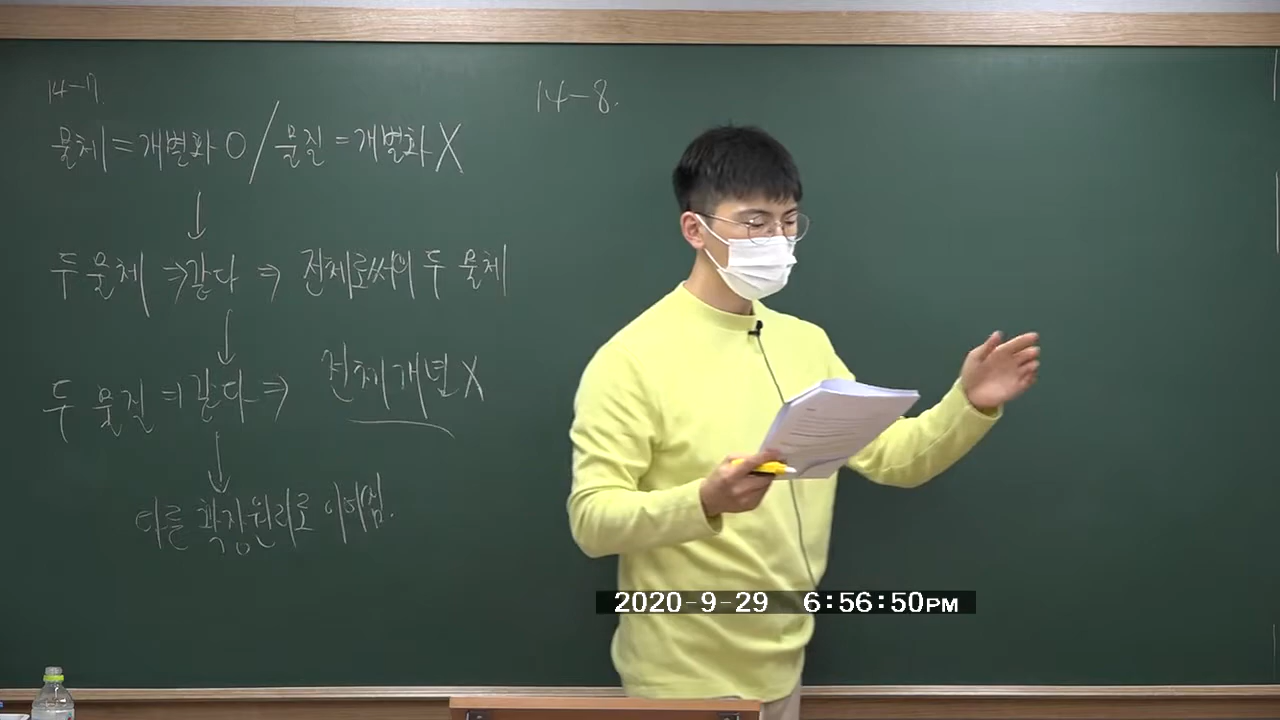 14-7.
물체 = 개별화 O / 물질 = 개별화 X
↓
두 물체 ⇒ 같다 ⇒ 전체로써의 두 물체
↓
두 물질 ⇒ 같다 ⇒ 전체개념 X
↓
이를 확장원리로 이어짐.
14-8.
2020-9-29 6:56:50PM